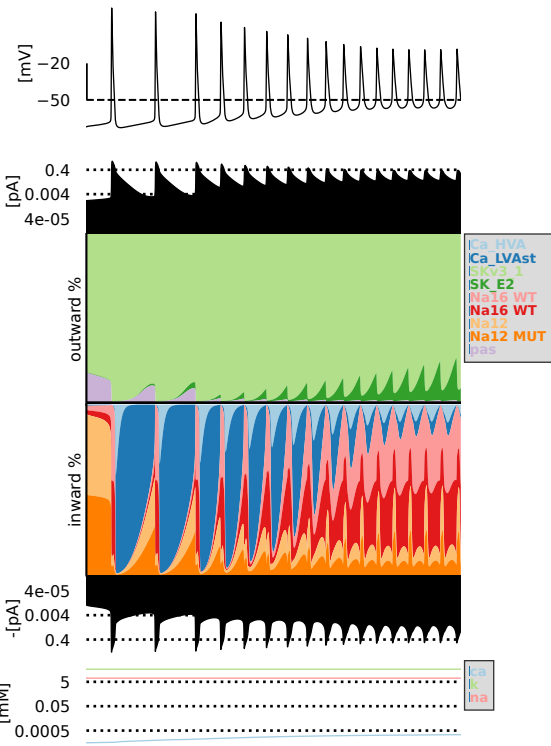 [mV]
−20
−50
[pA]
0.4
0.004
4e-05
outward %
Ca_HVA
Ca_LVAst
SKv3_1
SK_E2
Na16 WT
Na16 WT
Na12
Na12 MUT
pas
inward %
-[pA]
4e-05
0.004
0.4
[mM]
5
0.05
0.0005
ca
k
na